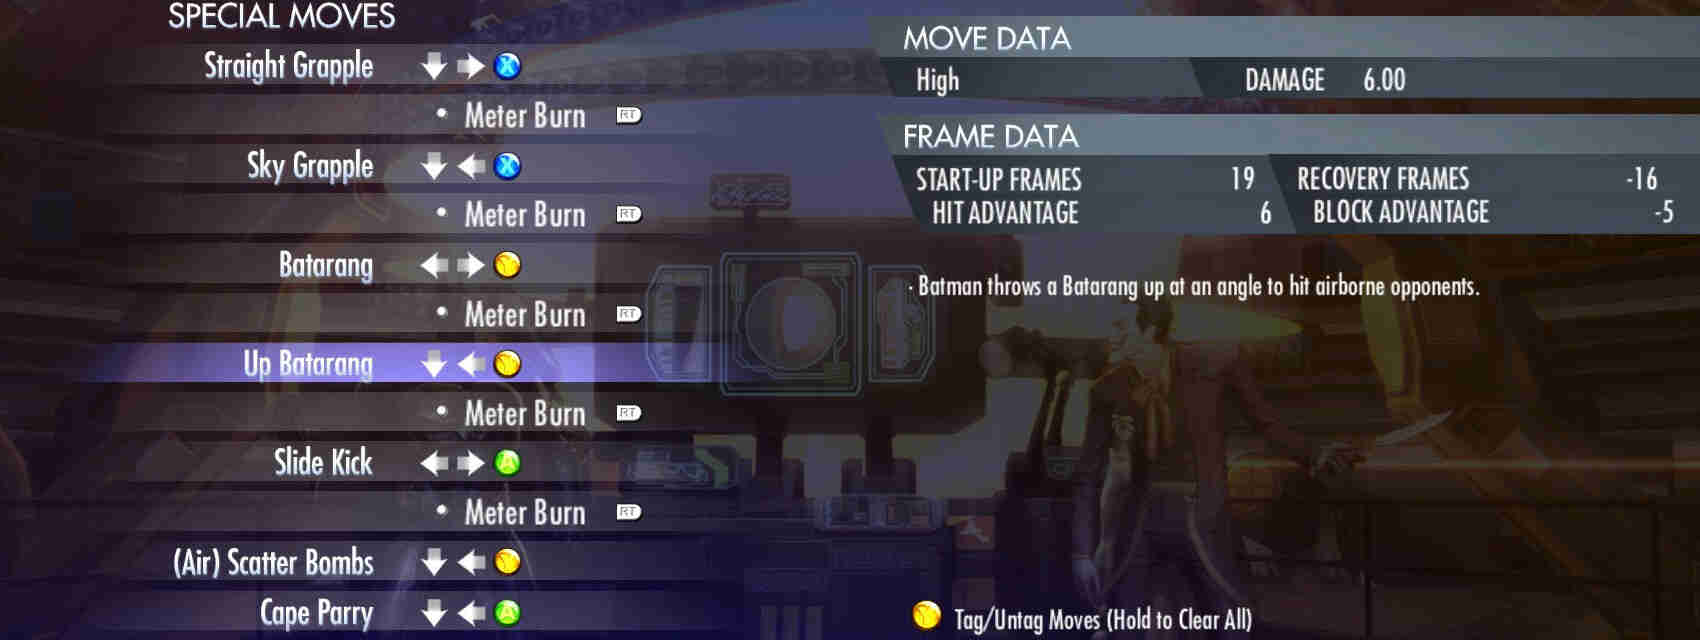 SPECIAL MOVES
Straight Grapple X
• Meter Burn RT
Sky Grapple X
• Meter Burn RT
Batarang Y
• Meter Burn RT
Up Batarang Y
• Meter Burn RT
Slide Kick A
• Meter Burn RT
(Air) Scatter Bombs Y
Cape Parry A
MOVE DATA
High DAMAGE 6.00
FRAME DATA
START-UP FRAMES 19 RECOVERY FRAMES -16
HIT ADVANTAGE 6 BLOCK ADVANTAGE -5
· Batman throws a Batarang up at an angle to hit airborne opponents.
Y Tag/Untag Moves (Hold to Clear All)